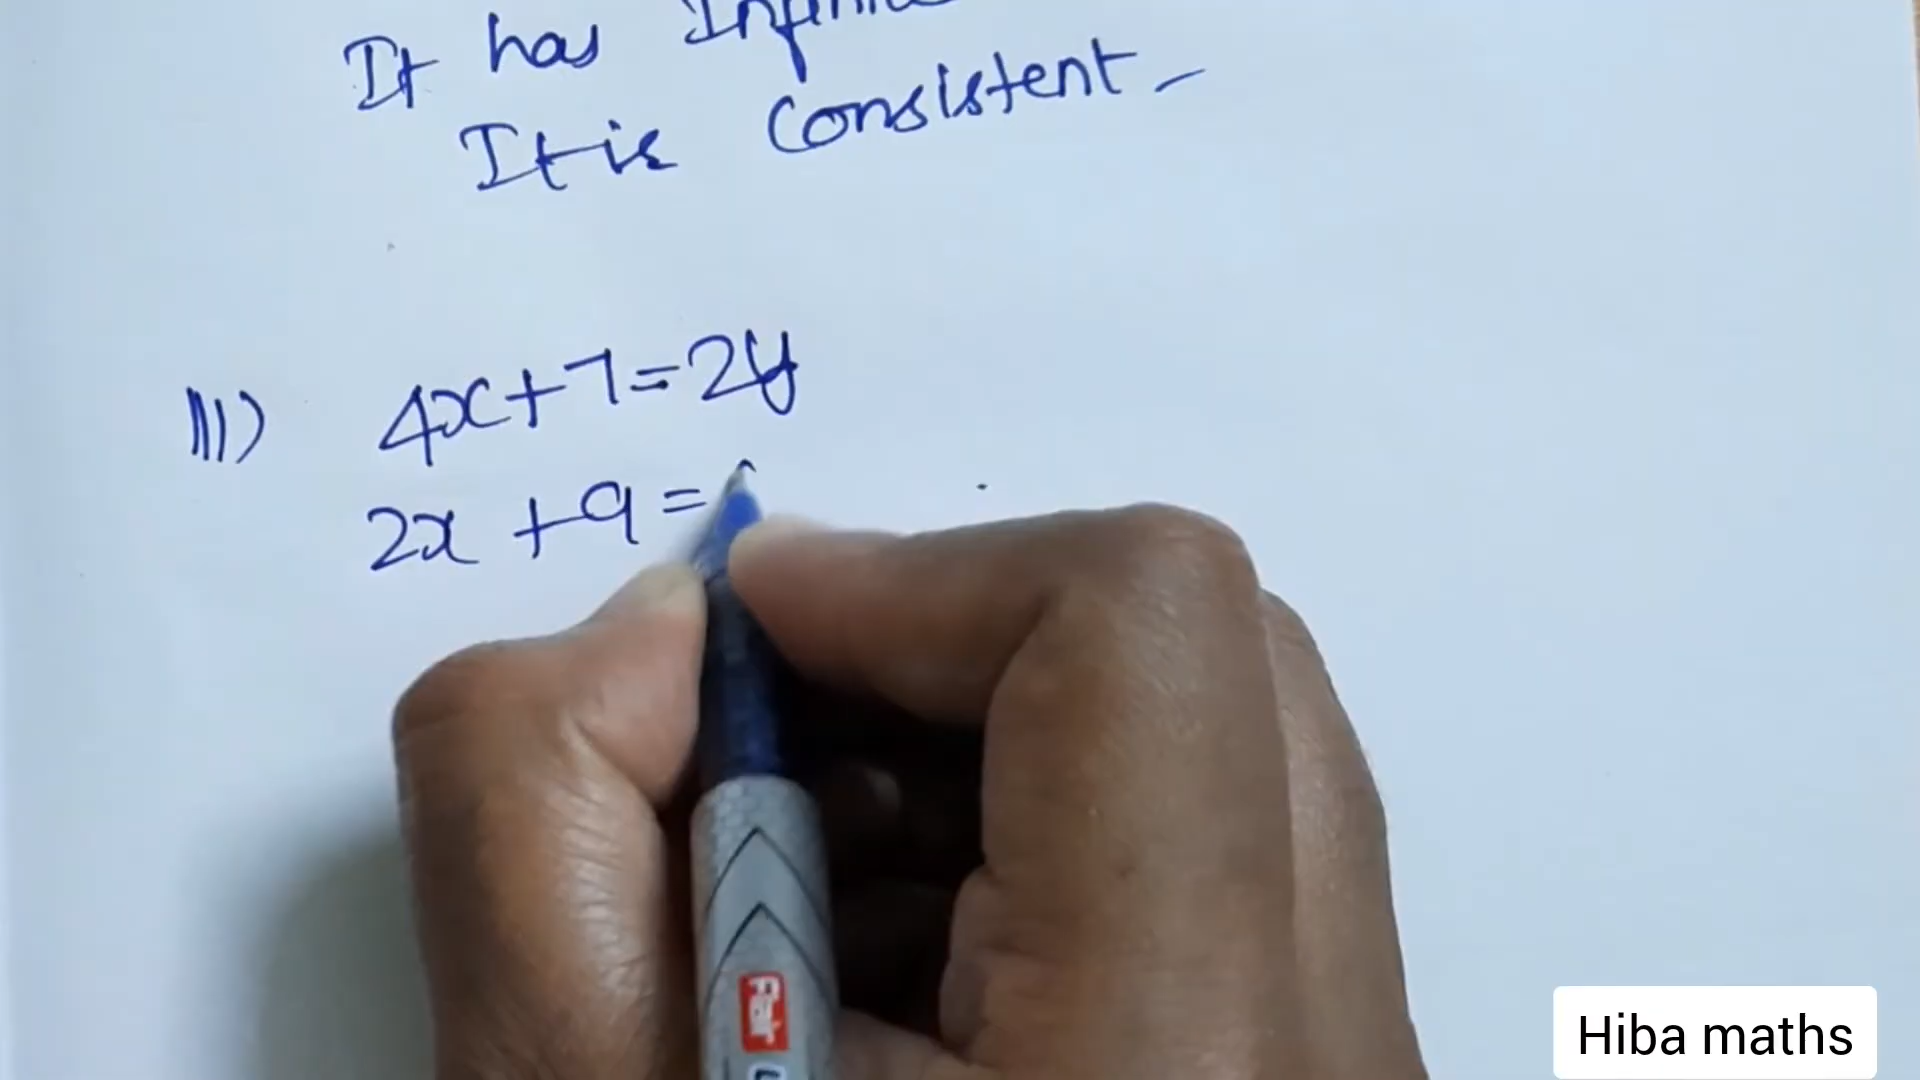 It has
It is consistent -
III) 4x+7=2y
2x +9=
Hiba maths